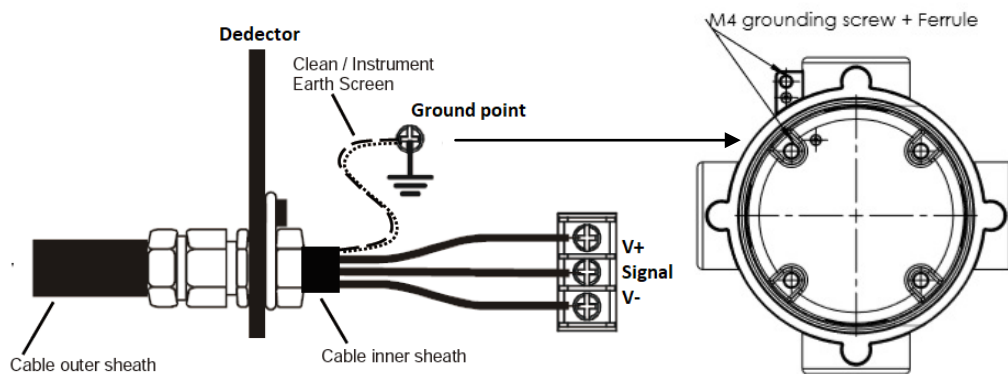 M4 grounding screw + Ferrule
Dedector
Clean / Instrument
Earth Screen
Ground point
V+
Signal
V-
Cable outer sheath
Cable inner sheath